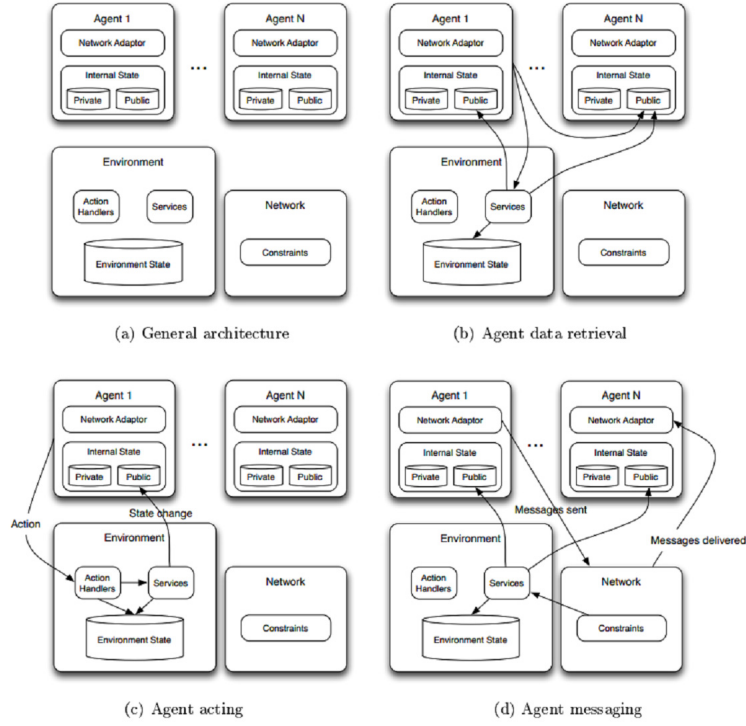 Agent 1
Network Adaptor
Internal State
Private Public
...
Agent N
Network Adaptor
Internal State
Private Public
Environment
Action
Handlers
Services
Environment State
Network
Constraints
(a) General architecture
Agent 1
Network Adaptor
Internal State
Private Public
...
Agent N
Network Adaptor
Internal State
Private Public
Environment
Action
Handlers
Services
Environment State
Network
Constraints
(b) Agent data retrieval
Agent 1
Network Adaptor
Internal State
Private Public
...
Agent N
Network Adaptor
Internal State
Private Public
Action
State change
Environment
Action
Handlers
Services
Environment State
Network
Constraints
(c) Agent acting
Agent 1
Network Adaptor
Internal State
Private Public
...
Agent N
Network Adaptor
Internal State
Private Public
Messages sent
Messages delivered
Environment
Action
Handlers
Services
Environment State
Network
Constraints
(d) Agent messaging